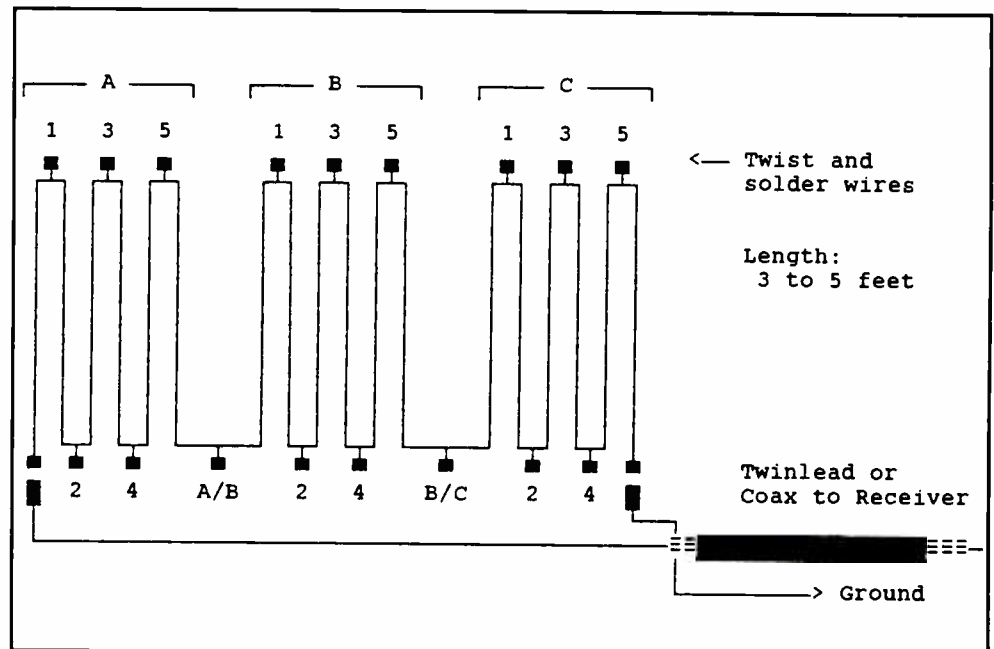 A B C
1 3 5 1 3 5 1 3 5
<— Twist and
solder wires
Length:
3 to 5 feet
2 4 A/B 2 4 B/C 2 4
Twinlead or
Coax to Receiver
> Ground